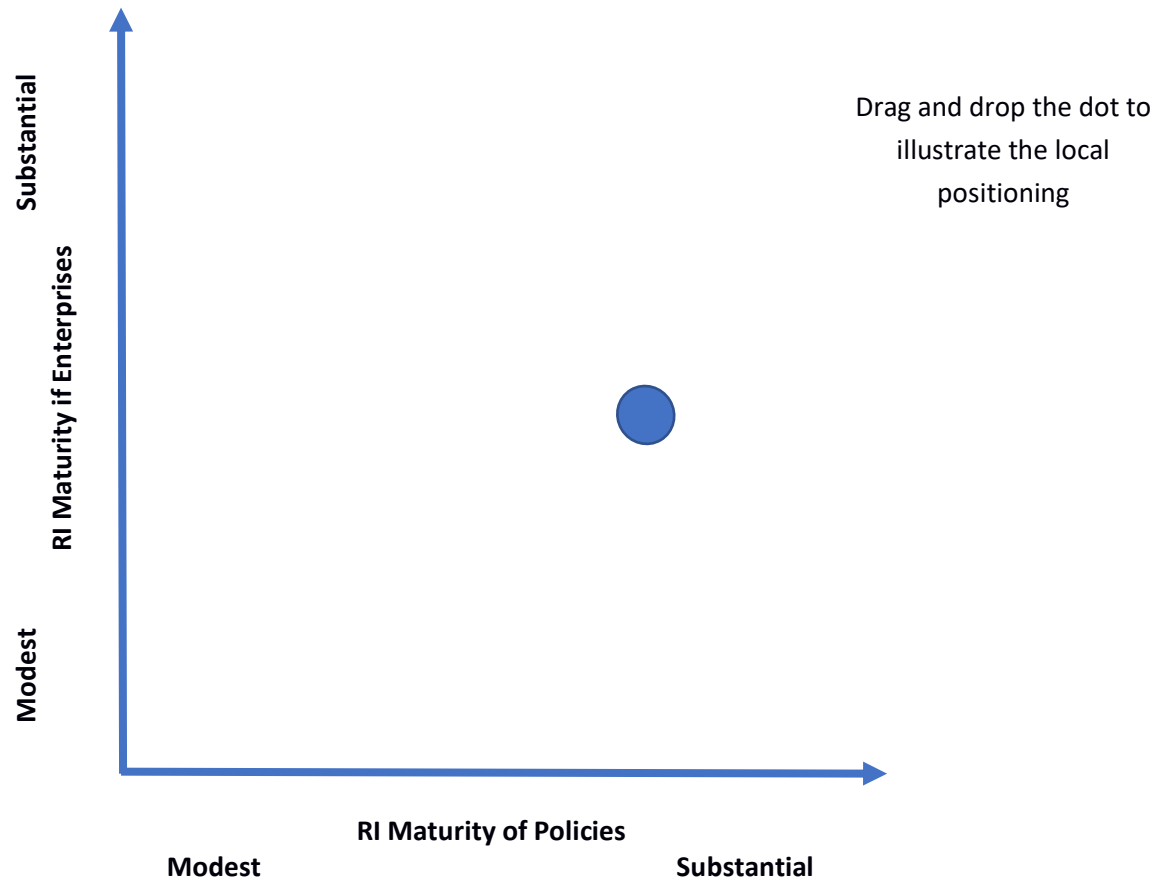 Substantial
RI Maturity if Enterprises
Modest
Drag and drop the dot to
illustrate the local
positioning
RI Maturity of Policies
Modest
Substantial